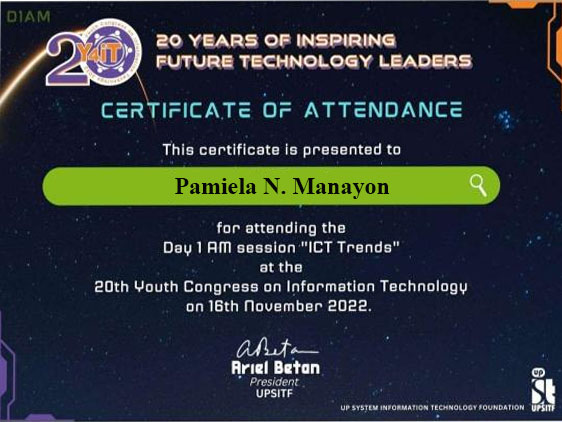 D1AM
20 Y4iT
20 YEARS OF INSPIRING
FUTURE TECHNOLOGY LEADERS
CERTIFICATE OF ATTENDANCE
This certificate is presented to
Pamiela N. Manayon
for attending the
Day 1 AM session "ICT Trends"
at the
20th Youth Congress on Information Technology
on 16th November 2022.
ABetan
Ariel Betan
President
UPSITF
UP SYSTEM INFORMATION TECHNOLOGY FOUNDATION
up
st
UPSITF